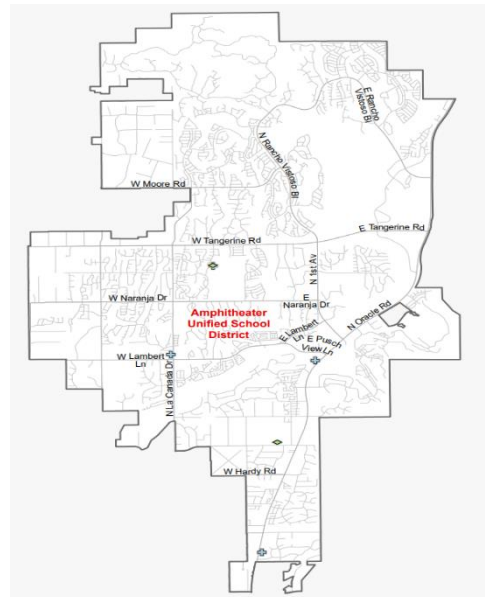 E Rancho
Vistoso Bl
N Rancho Vistoso Bl
W Moore Rd
E Tangerine Rd
W Tangerine Rd
N 1st Av
W Naranja Dr
E
Naranja Dr
N Oracle Rd
Amphitheater
Unified School
District
E Lambert
Ln
E Pusch
View Ln
W Lambert
Ln
N La Canada Dr
W Hardy Rd